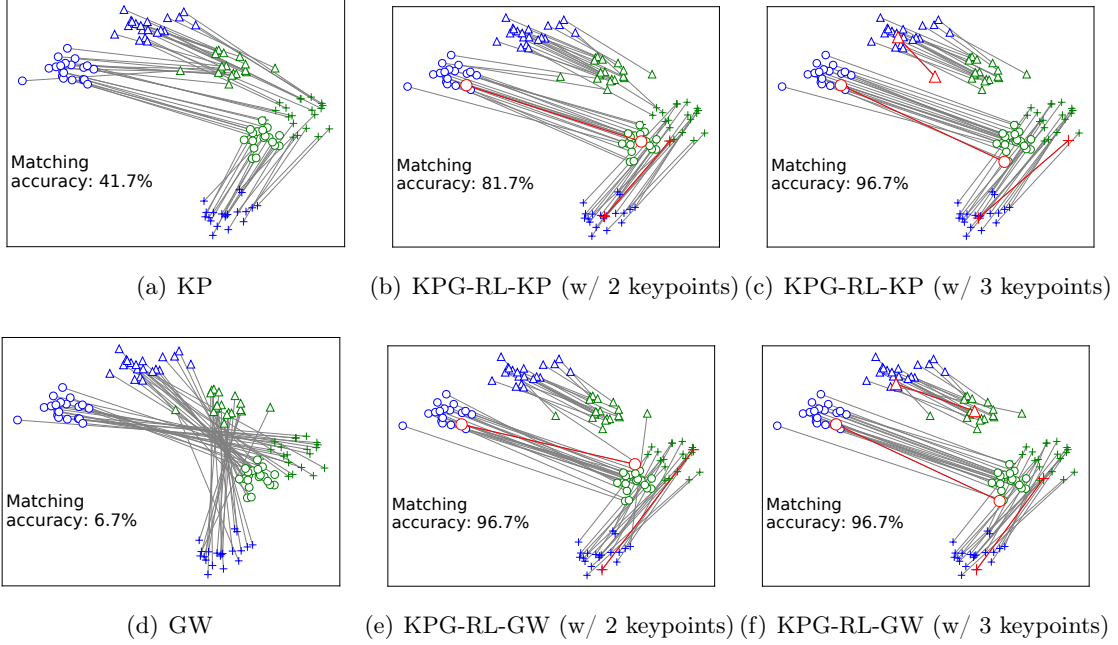 Matching
accuracy: 41.7%
Matching
accuracy: 81.7%
Matching
accuracy: 96.7%
(a) KP
(b) KPG-RL-KP (w/ 2 keypoints)
(c) KPG-RL-KP (w/ 3 keypoints)
Matching
accuracy: 6.7%
Matching
accuracy: 96.7%
Matching
accuracy: 96.7%
(d) GW
(e) KPG-RL-GW (w/ 2 keypoints)
(f) KPG-RL-GW (w/ 3 keypoints)